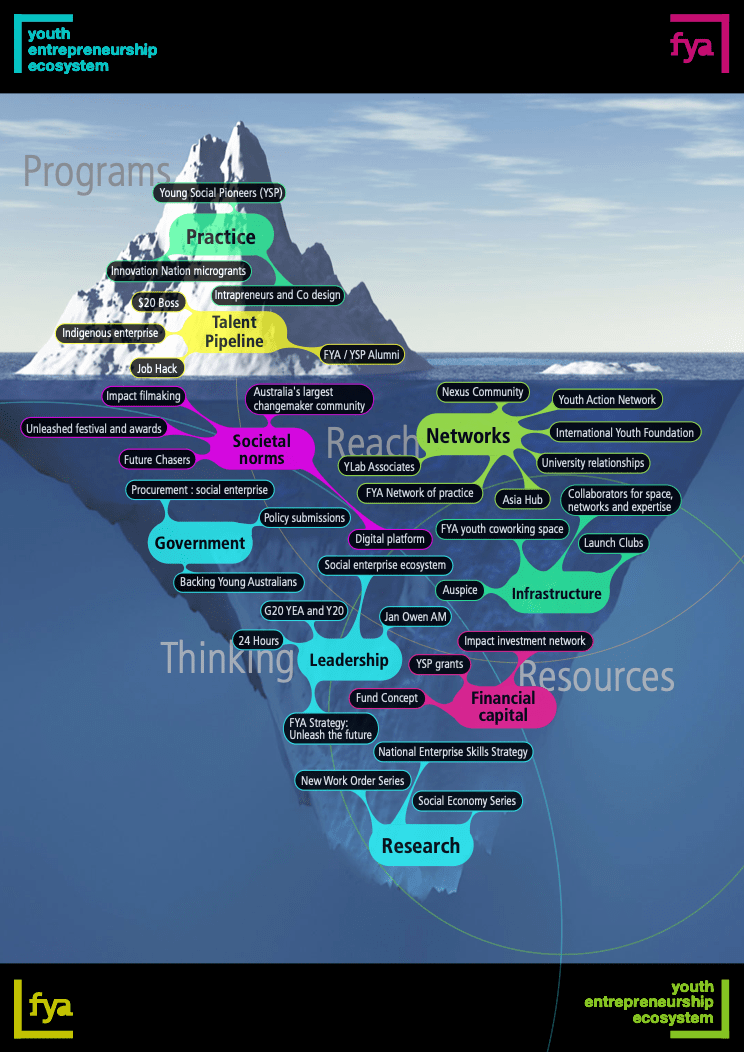 youth
entrepreneurship
ecosystem
fya
Programs
Young Social Pioneers (YSP)
Practice
Innovation Nation microgrants
Intrapreneurs and Co design
$20 Boss
Talent
Pipeline
Indigenous enterprise
FYA / YSP Alumni
Job Hack
Impact filmaking
Australia's largest
changemaker community
Unleashed festival and awards
Societal
norms
Future Chasers
Digital platform
Reach
Nexus Community
Youth Action Network
Networks
International Youth Foundation
YLab Associates
University relationships
FYA Network of practice
Asia Hub
Procurement : social enterprise
Policy submissions
Government
Backing Young Australians
Collaborators for space,
networks and expertise
FYA youth coworking space
Launch Clubs
Auspice
Infrastructure
Social enterprise ecosystem
G20 YEA and Y20
Jan Owen AM
24 Hours
Thinking
Leadership
FYA Strategy:
Unleash the future
Impact investment network
YSP grants
Resources
Fund Concept
Financial
capital
National Enterprise Skills Strategy
New Work Order Series
Social Economy Series
Research
fya
youth
entrepreneurship
ecosystem